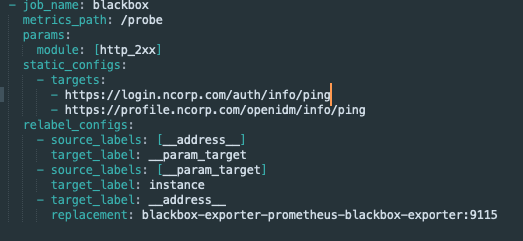 - job_name: blackbox
  metrics_path: /probe
  params:
    module: [http_2xx]
  static_configs:
    - targets:
      - https://login.ncorp.com/auth/info/ping
      - https://profile.ncorp.com/openidm/info/ping
  relabel_configs:
    - source_labels: [__address__]
      target_label: __param_target
    - source_labels: [__param_target]
      target_label: instance
    - target_label: __address__
      replacement: blackbox-exporter-prometheus-blackbox-exporter:9115